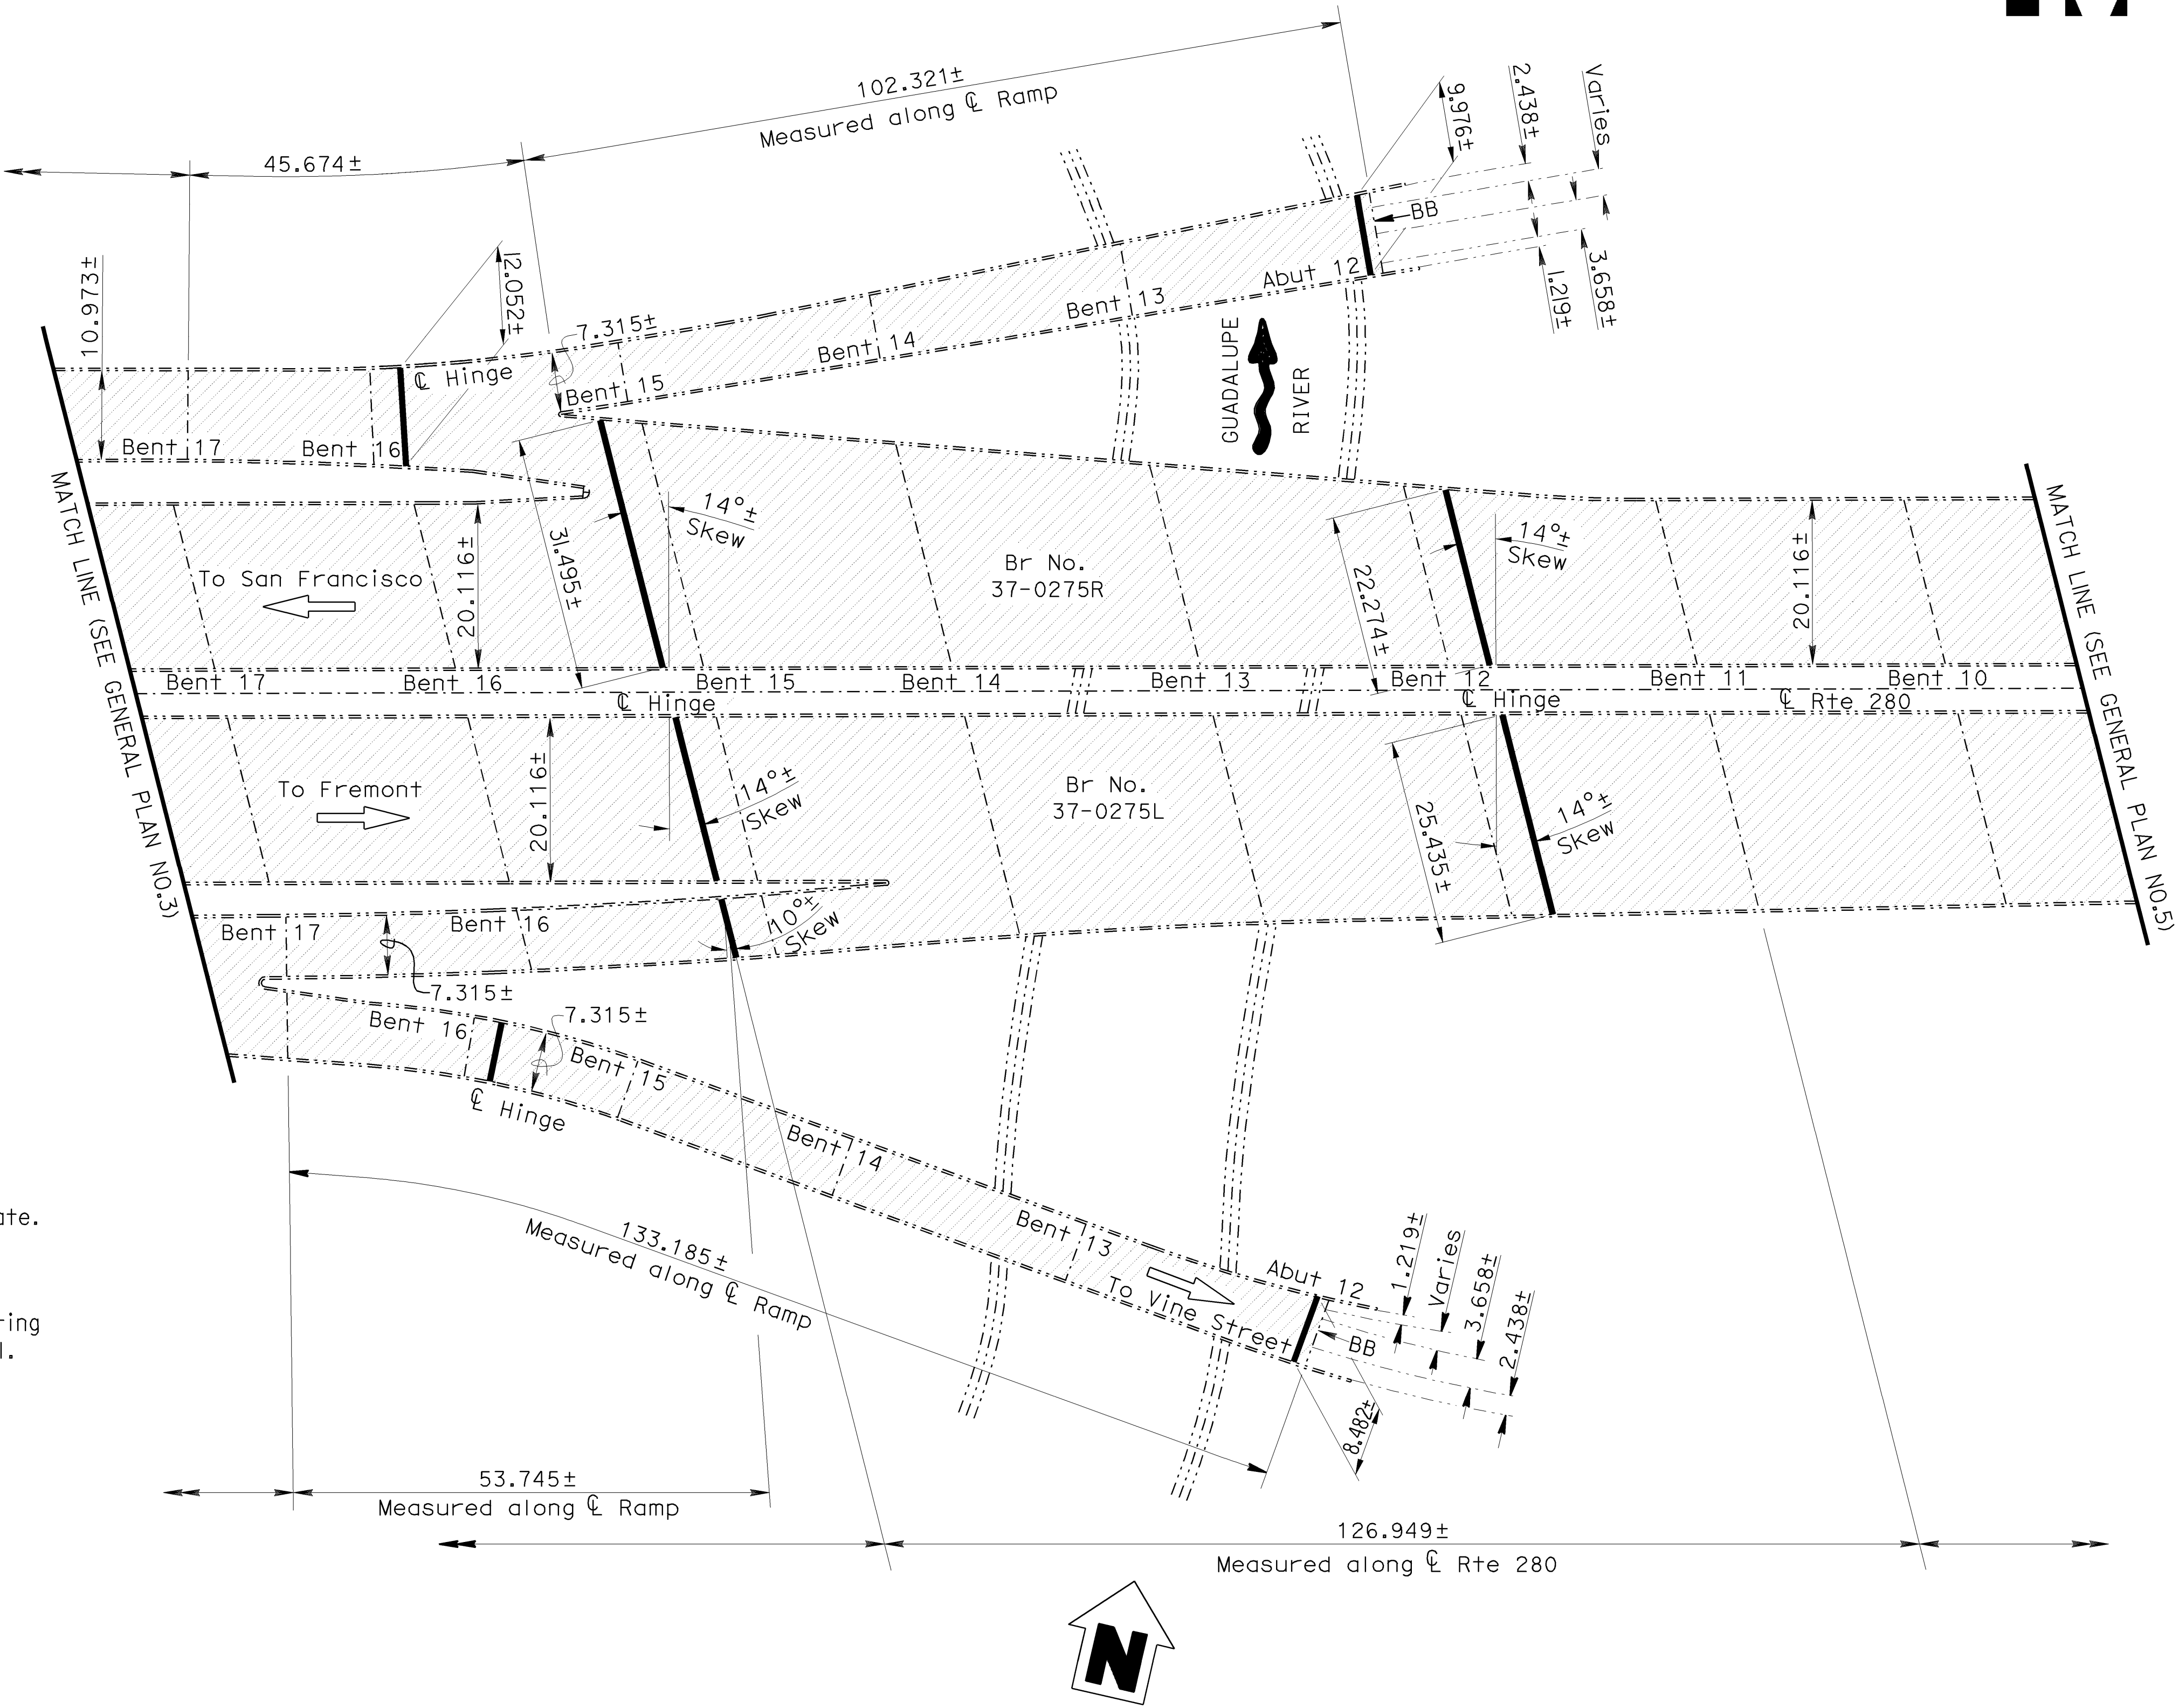 102.321±
Measured along ℄ Ramp
45.674±
9.976±
2.438±
Varies
BB
1.219±
3.658±
10.973±
12.052±
7.315±
℄ Hinge
Bent 17
Bent 16
Bent 15
Bent 14
Bent 13
Abut 12
GUADALUPE
RIVER
MATCH LINE (SEE GENERAL PLAN NO.3)
MATCH LINE (SEE GENERAL PLAN NO.5)
To San Francisco
20.116±
31.495±
14°±
Skew
Br No.
37-0275R
22.274±
14°±
Skew
20.116±
Bent 17
Bent 16
Bent 15
Bent 14
Bent 13
Bent 12
Bent 11
Bent 10
℄ Hinge
℄ Hinge
℄ Rte 280
To Fremont
20.116±
14°±
Skew
Br No.
37-0275L
25.435±
14°±
Skew
Bent 17
Bent 16
10°±
Skew
7.315±
7.315±
Bent 16
Bent 15
℄ Hinge
Bent 14
Bent 13
Abut 12
To Vine Street
BB
1.219±
Varies
3.658±
2.438±
8.482±
133.185±
Measured along ℄ Ramp
ate.
ring
53.745±
Measured along ℄ Ramp
126.949±
Measured along ℄ Rte 280
N